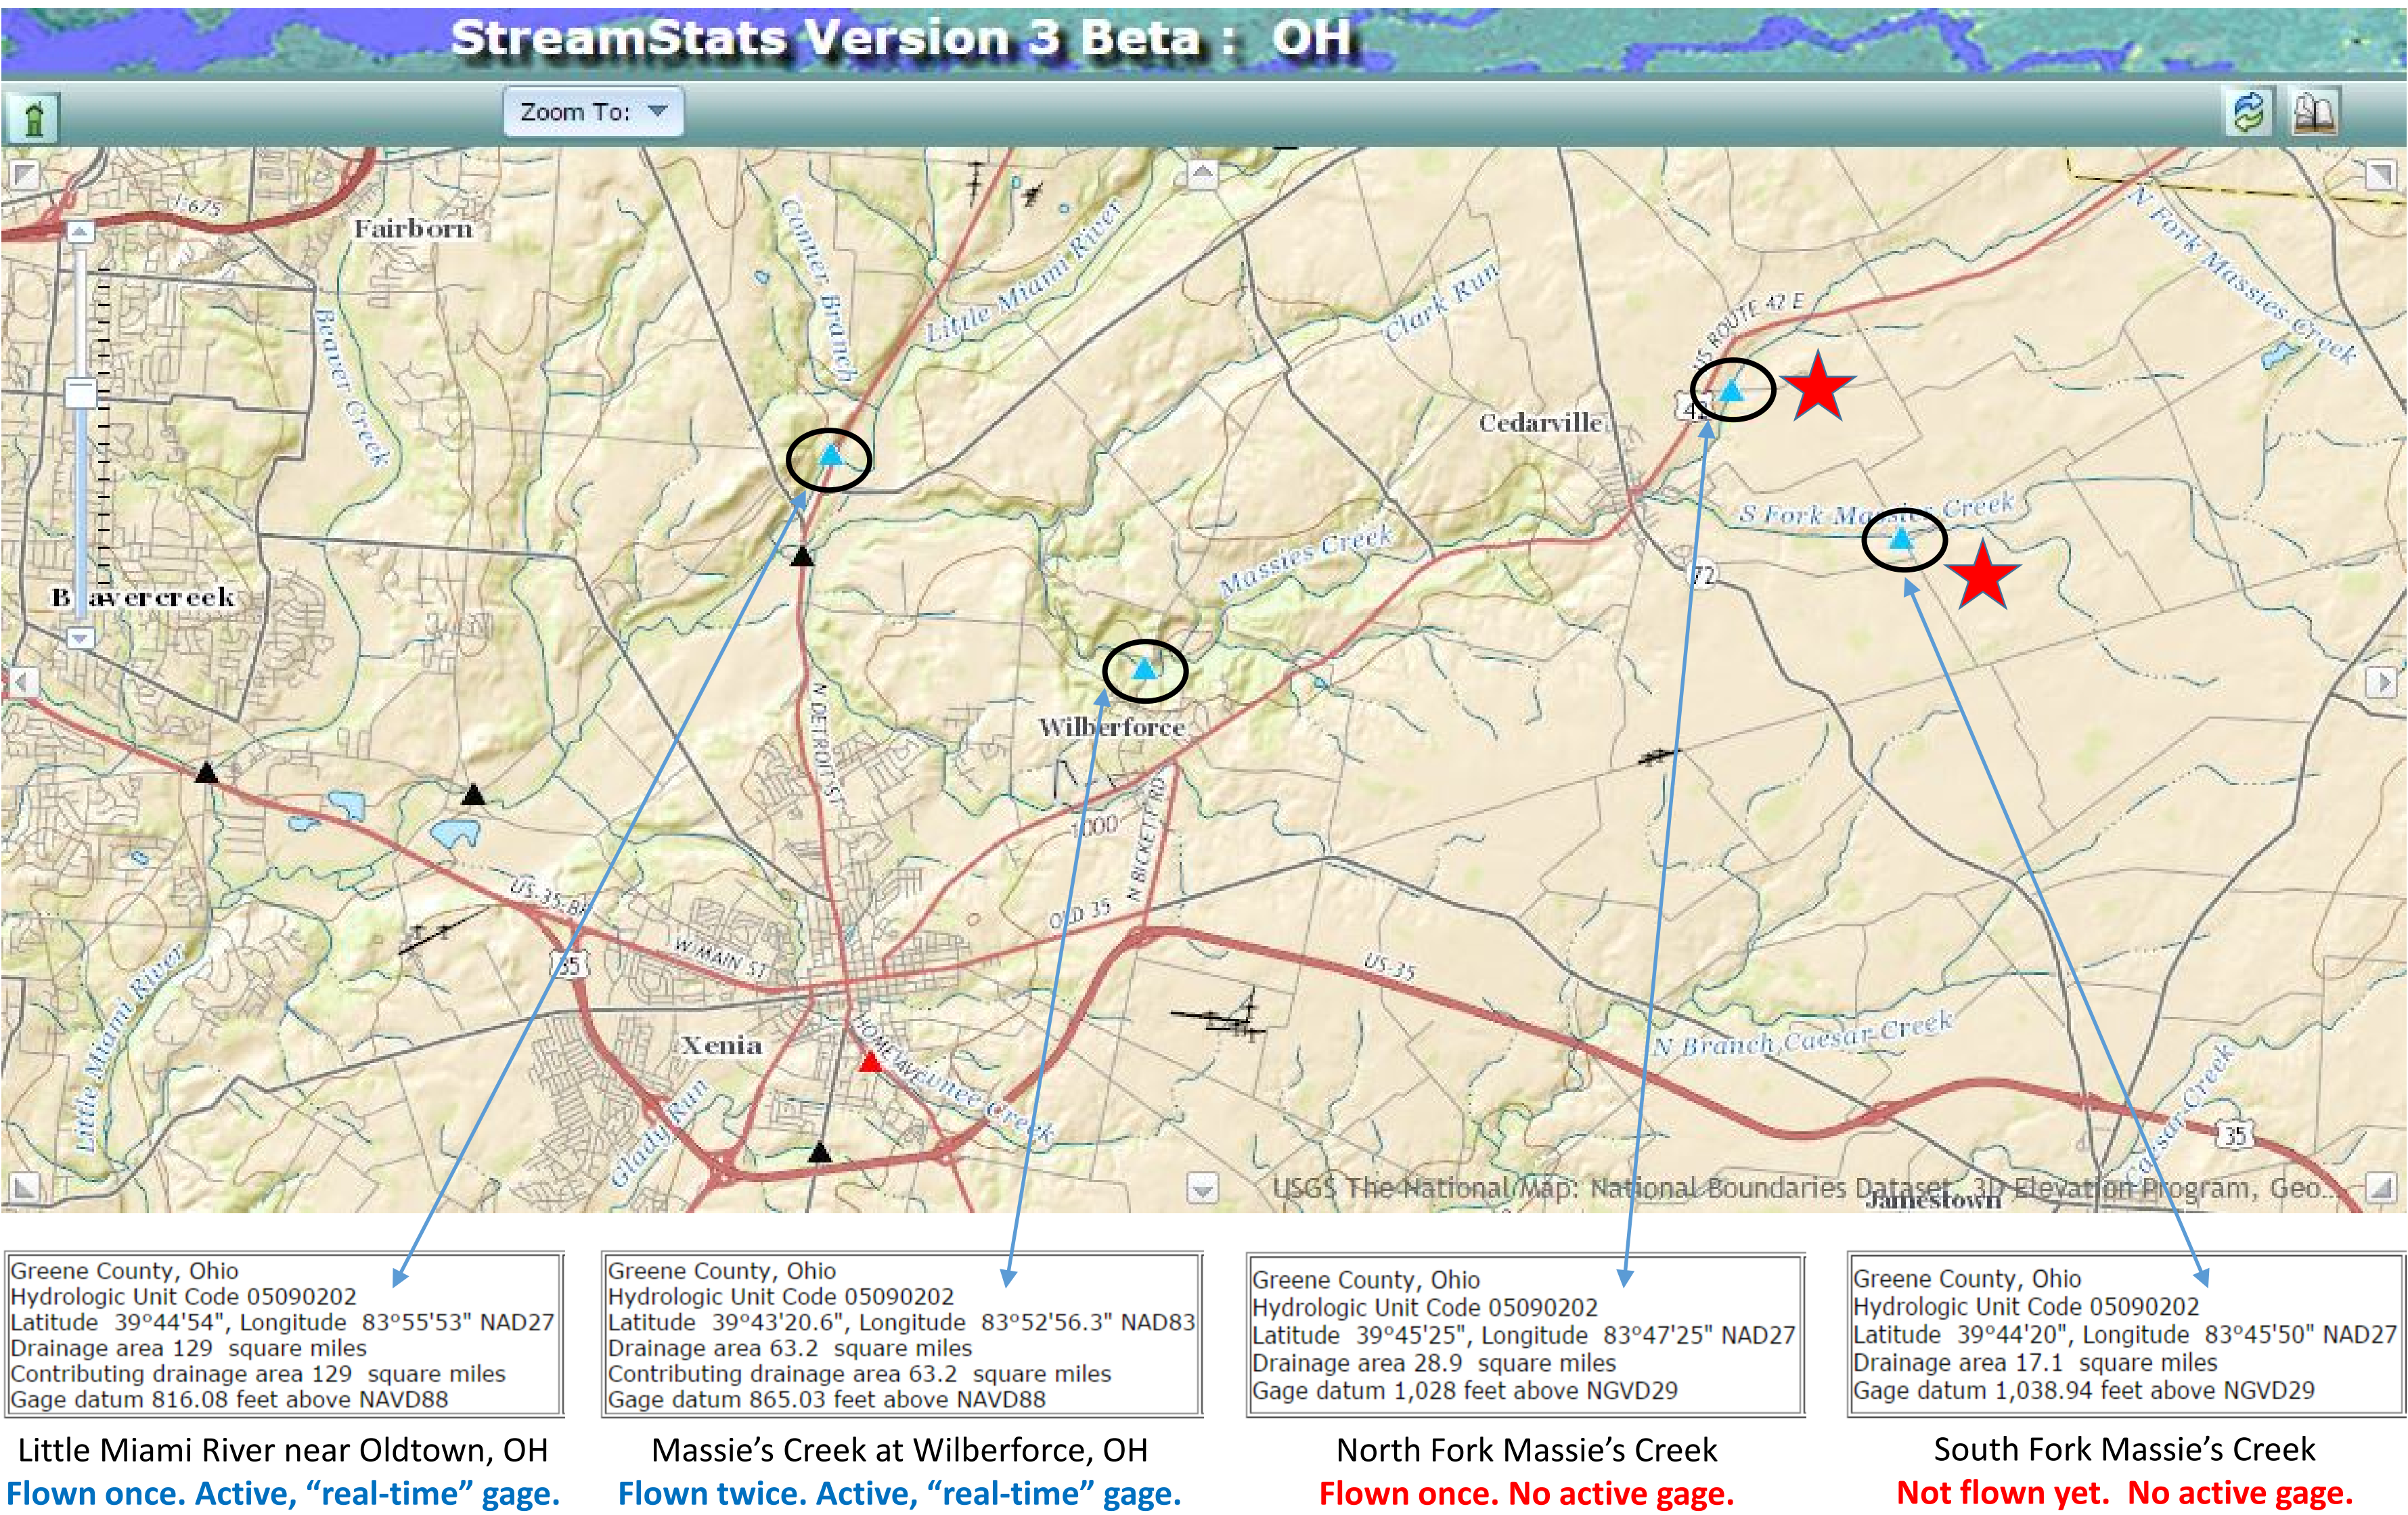 StreamStats Version 3 Beta : OH
Zoom To:
I-675
Fairborn
Conner Branch
Little Miami River
N Fork Massies Creek
Clark Run
Beaver Creek
US ROUTE 42 E
42
Cedarville
S Fork Massies Creek
Massies Creek
72
Beavercreek
N DETROIT ST
Wilberforce
1000
N BICKETT RD
US-35-BR
OLD 35
W MAIN ST
35
US-35
Little Miami River
Xenia
HOME AVE
Creek
N Branch Caesar Creek
Glady Run
Caesar Creek
35
USGS The National Map: National Boundaries Dataset, 3D Elevation Program, Geo...
Jamestown
Greene County, Ohio
Hydrologic Unit Code 05090202
Latitude 39°44'54", Longitude 83°55'53" NAD27
Drainage area 129 square miles
Contributing drainage area 129 square miles
Gage datum 816.08 feet above NAVD88
Little Miami River near Oldtown, OH
Flown once. Active, “real-time” gage.
Greene County, Ohio
Hydrologic Unit Code 05090202
Latitude 39°43'20.6", Longitude 83°52'56.3" NAD83
Drainage area 63.2 square miles
Contributing drainage area 63.2 square miles
Gage datum 865.03 feet above NAVD88
Massie’s Creek at Wilberforce, OH
Flown twice. Active, “real-time” gage.
Greene County, Ohio
Hydrologic Unit Code 05090202
Latitude 39°45'25", Longitude 83°47'25" NAD27
Drainage area 28.9 square miles
Gage datum 1,028 feet above NGVD29
North Fork Massie’s Creek
Flown once. No active gage.
Greene County, Ohio
Hydrologic Unit Code 05090202
Latitude 39°44'20", Longitude 83°45'50" NAD27
Drainage area 17.1 square miles
Gage datum 1,038.94 feet above NGVD29
South Fork Massie’s Creek
Not flown yet. No active gage.